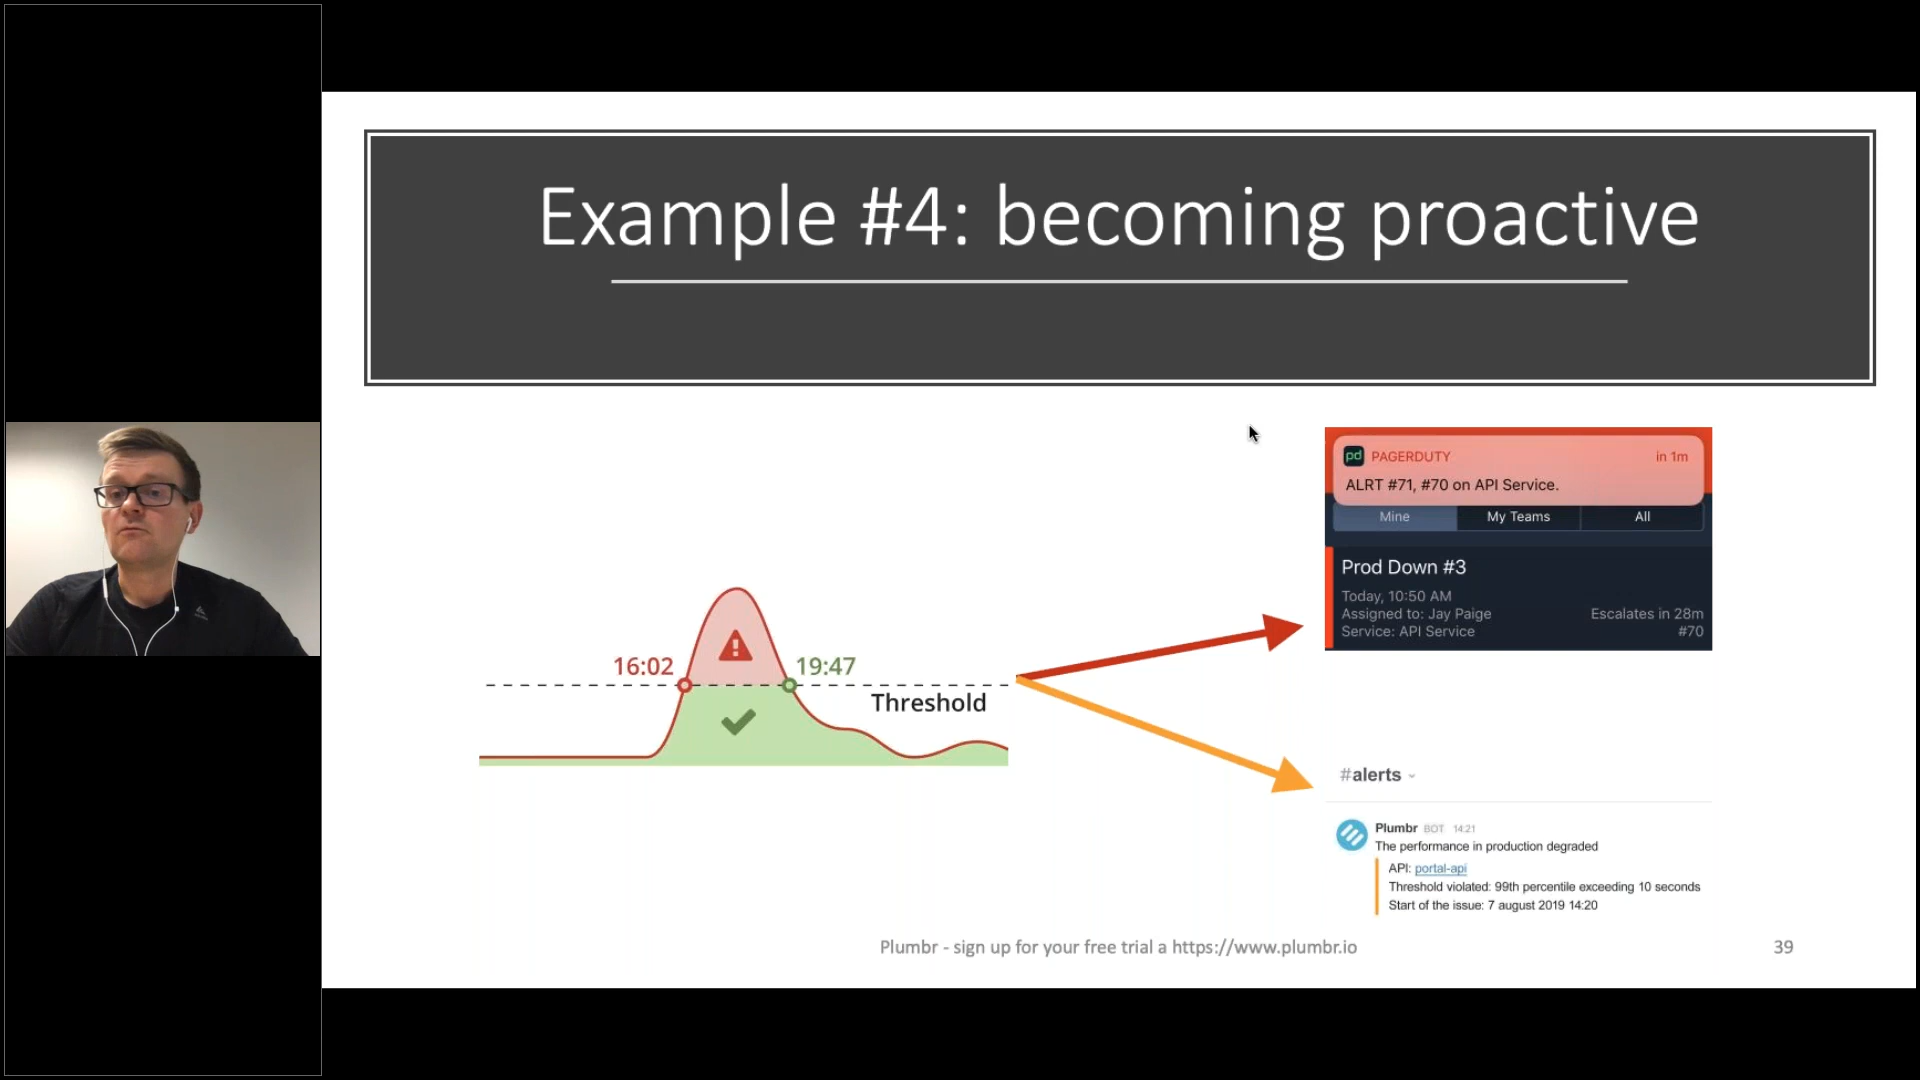 Example #4: becoming proactive
pd PAGERDUTY in 1m
ALRT #71, #70 on API Service.
Mine My Teams All
Prod Down #3
Today, 10:50 AM
Assigned to: Jay Paige Escalates in 28m
Service: API Service #70
16:02 19:47
Threshold
#alerts
Plumbr BOT 14:21
The performance in production degraded
API: portal-api
Threshold violated: 99th percentile exceeding 10 seconds
Start of the issue: 7 august 2019 14:20
Plumbr - sign up for your free trial a https://www.plumbr.io 39